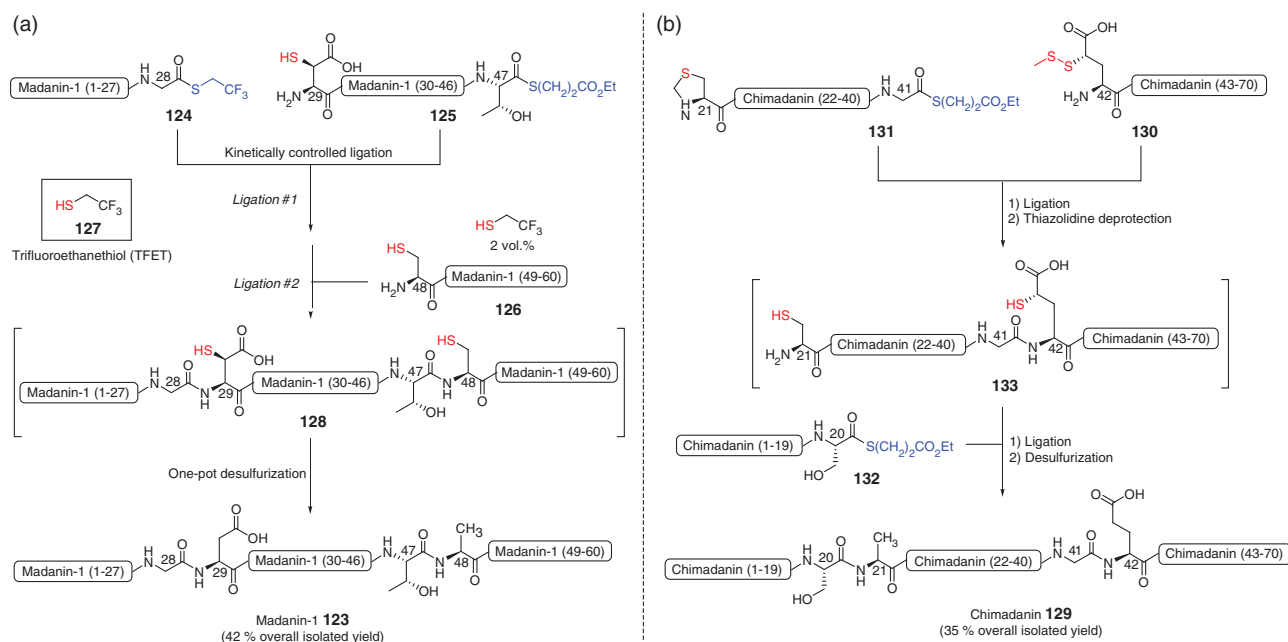 (a)
Madanin-1 (1-27)
H
N
28
O
S
CF3
124
HS
O
OH
H2N
29
O
Madanin-1 (30-46)
H
N
47
O
S(CH2)2CO2Et
OH
125
Kinetically controlled ligation
HS
CF3
127
Trifluoroethanethiol (TFET)
Ligation #1
HS
CF3
2 vol.%
Ligation #2
HS
H2N
48
O
Madanin-1 (49-60)
126
Madanin-1 (1-27)
H
N
28
O
N
H
HS
O
OH
29
O
Madanin-1 (30-46)
H
N
47
O
OH
N
H
HS
48
O
Madanin-1 (49-60)
128
One-pot desulfurization
Madanin-1 (1-27)
H
N
28
O
N
H
O
OH
29
O
Madanin-1 (30-46)
H
N
47
O
OH
N
H
CH3
48
O
Madanin-1 (49-60)
Madanin-1 123
(42 % overall isolated yield)
(b)
S
N
H
21
O
Chimadanin (22-40)
H
N
41
O
S(CH2)2CO2Et
131
O
OH
S
S
H2N
42
O
Chimadanin (43-70)
130
1) Ligation
2) Thiazolidine deprotection
HS
H2N
21
O
Chimadanin (22-40)
H
N
41
O
N
H
HS
O
OH
42
O
Chimadanin (43-70)
133
Chimadanin (1-19)
H
N
20
O
S(CH2)2CO2Et
HO
132
1) Ligation
2) Desulfurization
Chimadanin (1-19)
H
N
20
O
HO
N
H
CH3
21
O
Chimadanin (22-40)
H
N
41
O
N
H
O
OH
42
O
Chimadanin (43-70)
Chimadanin 129
(35 % overall isolated yield)